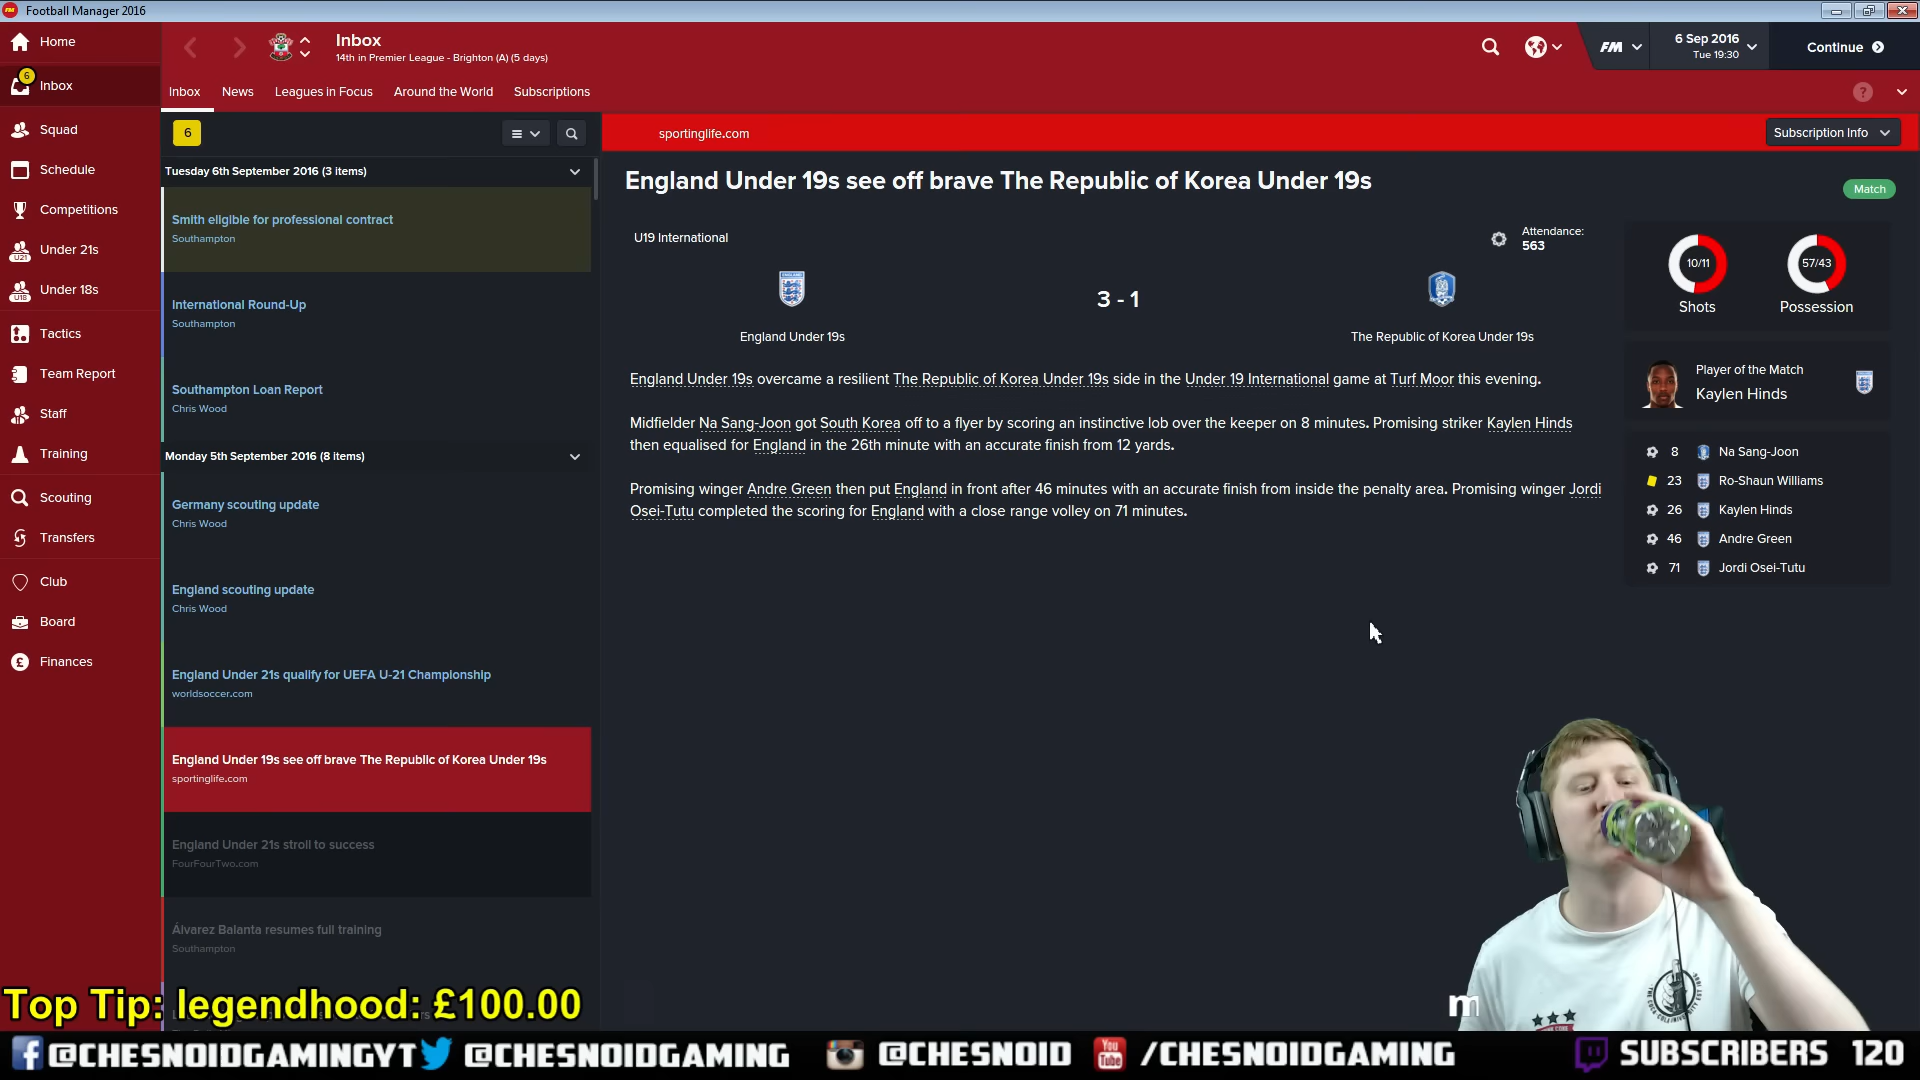 Football Manager 2016
Home
6
Inbox
Squad
Schedule
Competitions
U21
Under 21s
U18
Under 18s
Tactics
Team Report
Staff
Training
Scouting
Transfers
Club
Board
Finances
Inbox
14th in Premier League - Brighton (A) (5 days)
FM
6 Sep 2016
Tue 19:30
Continue
Inbox
News
Leagues in Focus
Around the World
Subscriptions
?
6
Tuesday 6th September 2016 (3 items)
Smith eligible for professional contract
Southampton
International Round-Up
Southampton
Southampton Loan Report
Chris Wood
Monday 5th September 2016 (8 items)
Germany scouting update
Chris Wood
England scouting update
Chris Wood
England Under 21s qualify for UEFA U-21 Championship
worldsoccer.com
England Under 19s see off brave The Republic of Korea Under 19s
sportinglife.com
England Under 21s stroll to success
FourFourTwo.com
Álvarez Balanta resumes full training
Southampton
sportinglife.com
Subscription Info
England Under 19s see off brave The Republic of Korea Under 19s
Match
U19 International
Attendance:
563
3 - 1
England Under 19s
The Republic of Korea Under 19s
England Under 19s overcame a resilient The Republic of Korea Under 19s side in the Under 19 International game at Turf Moor this evening.
Midfielder Na Sang-Joon got South Korea off to a flyer by scoring an instinctive lob over the keeper on 8 minutes. Promising striker Kaylen Hinds
then equalised for England in the 26th minute with an accurate finish from 12 yards.
Promising winger Andre Green then put England in front after 46 minutes with an accurate finish from inside the penalty area. Promising winger Jordi
Osei-Tutu completed the scoring for England with a close range volley on 71 minutes.
10/11
Shots
57/43
Possession
Player of the Match
Kaylen Hinds
8 Na Sang-Joon
23 Ro-Shaun Williams
26 Kaylen Hinds
46 Andre Green
71 Jordi Osei-Tutu
Top Tip: legendhood: £100.00
m
@CHESNOIDGAMINGYT
@CHESNOIDGAMING
@CHESNOID
You Tube
/CHESNOIDGAMING
SUBSCRIBERS 120